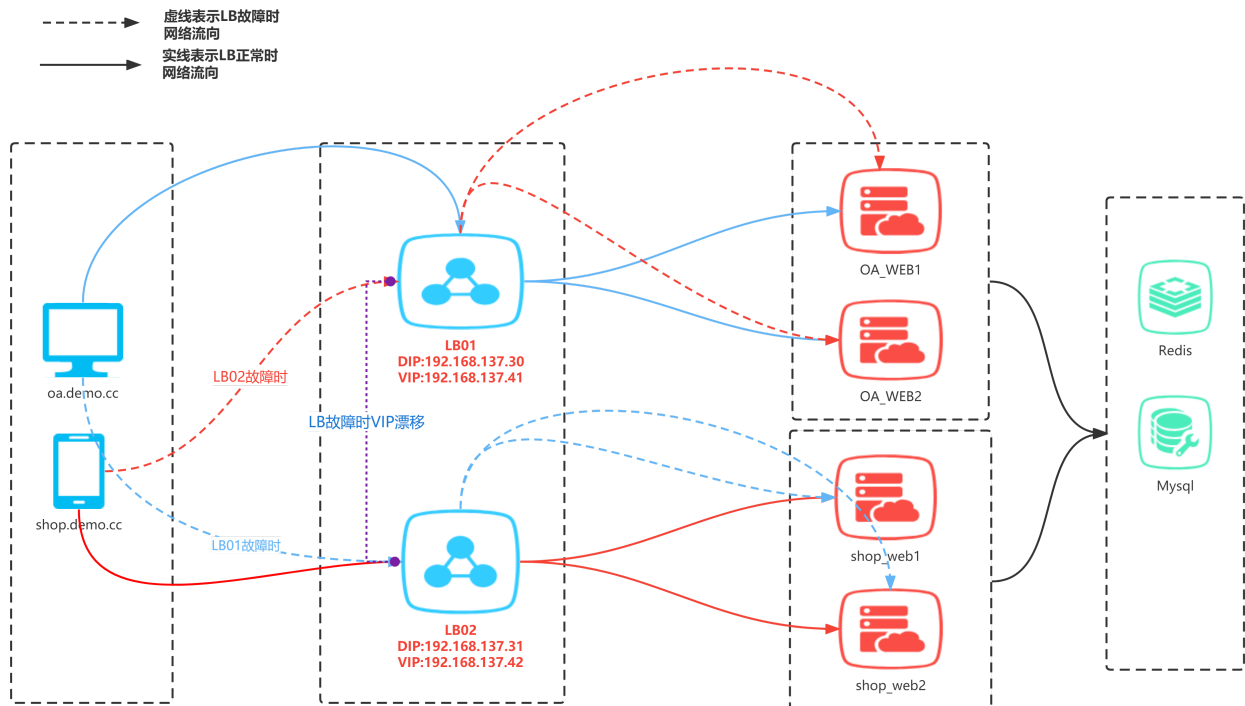 虚线表示LB故障时
网络流向
实线表示LB正常时
网络流向
oa.demo.cc
shop.demo.cc
LB02故障时
LB01故障时
LB故障时VIP漂移
LB01
DIP:192.168.137.30
VIP:192.168.137.41
LB02
DIP:192.168.137.31
VIP:192.168.137.42
OA_WEB1
OA_WEB2
shop_web1
shop_web2
Redis
Mysql